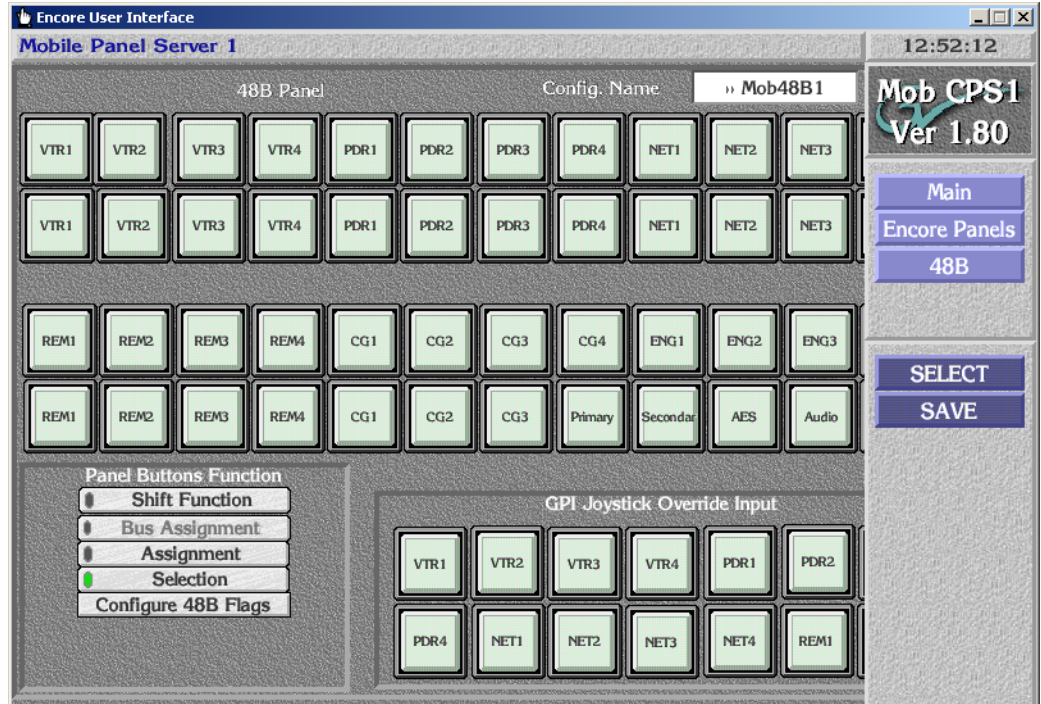 Encore User Interface
Mobile Panel Server 1
12:52:12
48B Panel
Config. Name
›› Mob48B1
Mob CPS1
Ver 1.80
VTR1 VTR2 VTR3 VTR4 PDR1 PDR2 PDR3 PDR4 NET1 NET2 NET3
VTR1 VTR2 VTR3 VTR4 PDR1 PDR2 PDR3 PDR4 NET1 NET2 NET3
Main
Encore Panels
48B
REM1 REM2 REM3 REM4 CG1 CG2 CG3 CG4 ENG1 ENG2 ENG3
REM1 REM2 REM3 REM4 CG1 CG2 CG3 Primary Secondar AES Audio
SELECT
SAVE
Panel Buttons Function
Shift Function
Bus Assignment
Assignment
Selection
Configure 48B Flags
GPI Joystick Override Input
VTR1 VTR2 VTR3 VTR4 PDR1 PDR2
PDR4 NET1 NET2 NET3 NET4 REM1